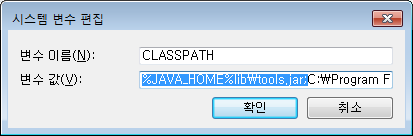 시스템 변수 편집
변수 이름(N): CLASSPATH
변수 값(V): %JAVA_HOME%lib₩tools.jar;C:₩Program F
확인 취소